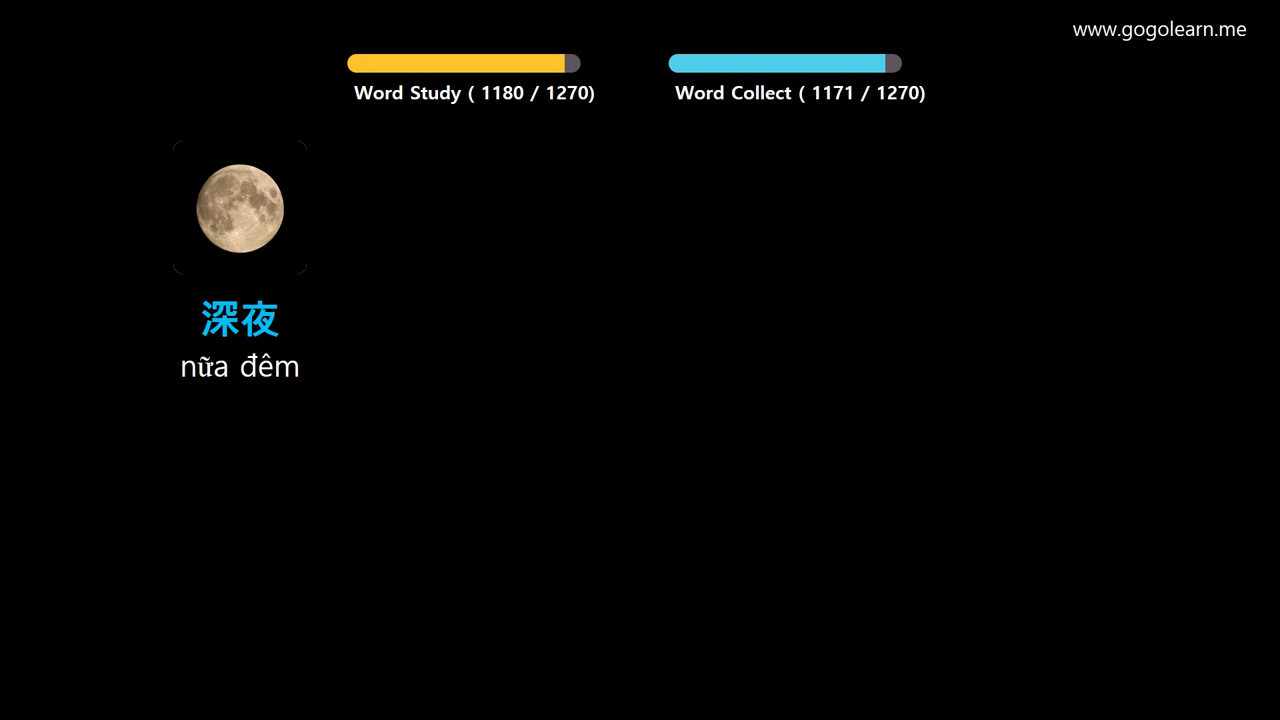 www.gogolearn.me
Word Study ( 1180 / 1270)
Word Collect ( 1171 / 1270)
深夜
nữa đêm